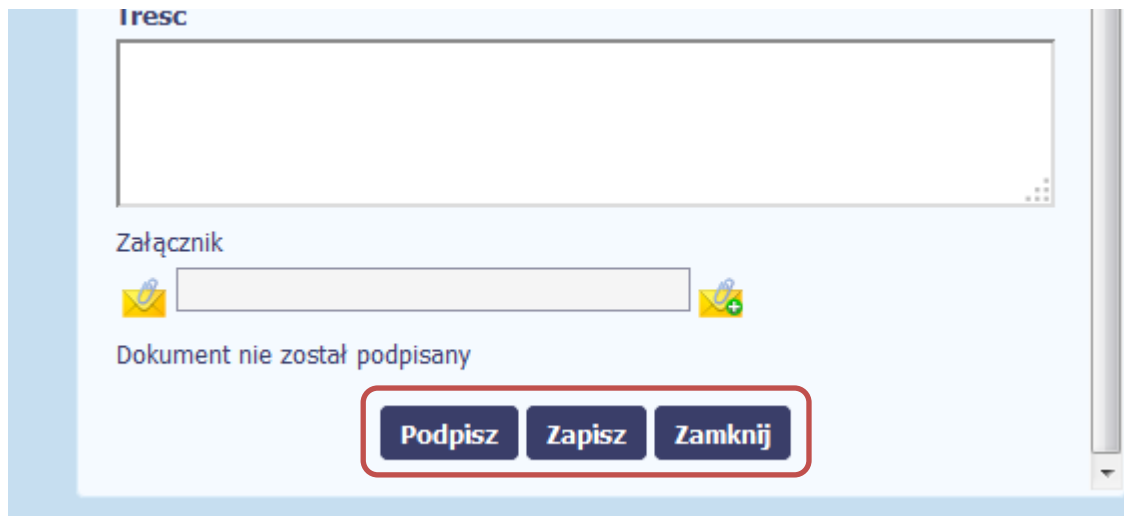 Treść
Załącznik
Dokument nie został podpisany
Podpisz Zapisz Zamknij